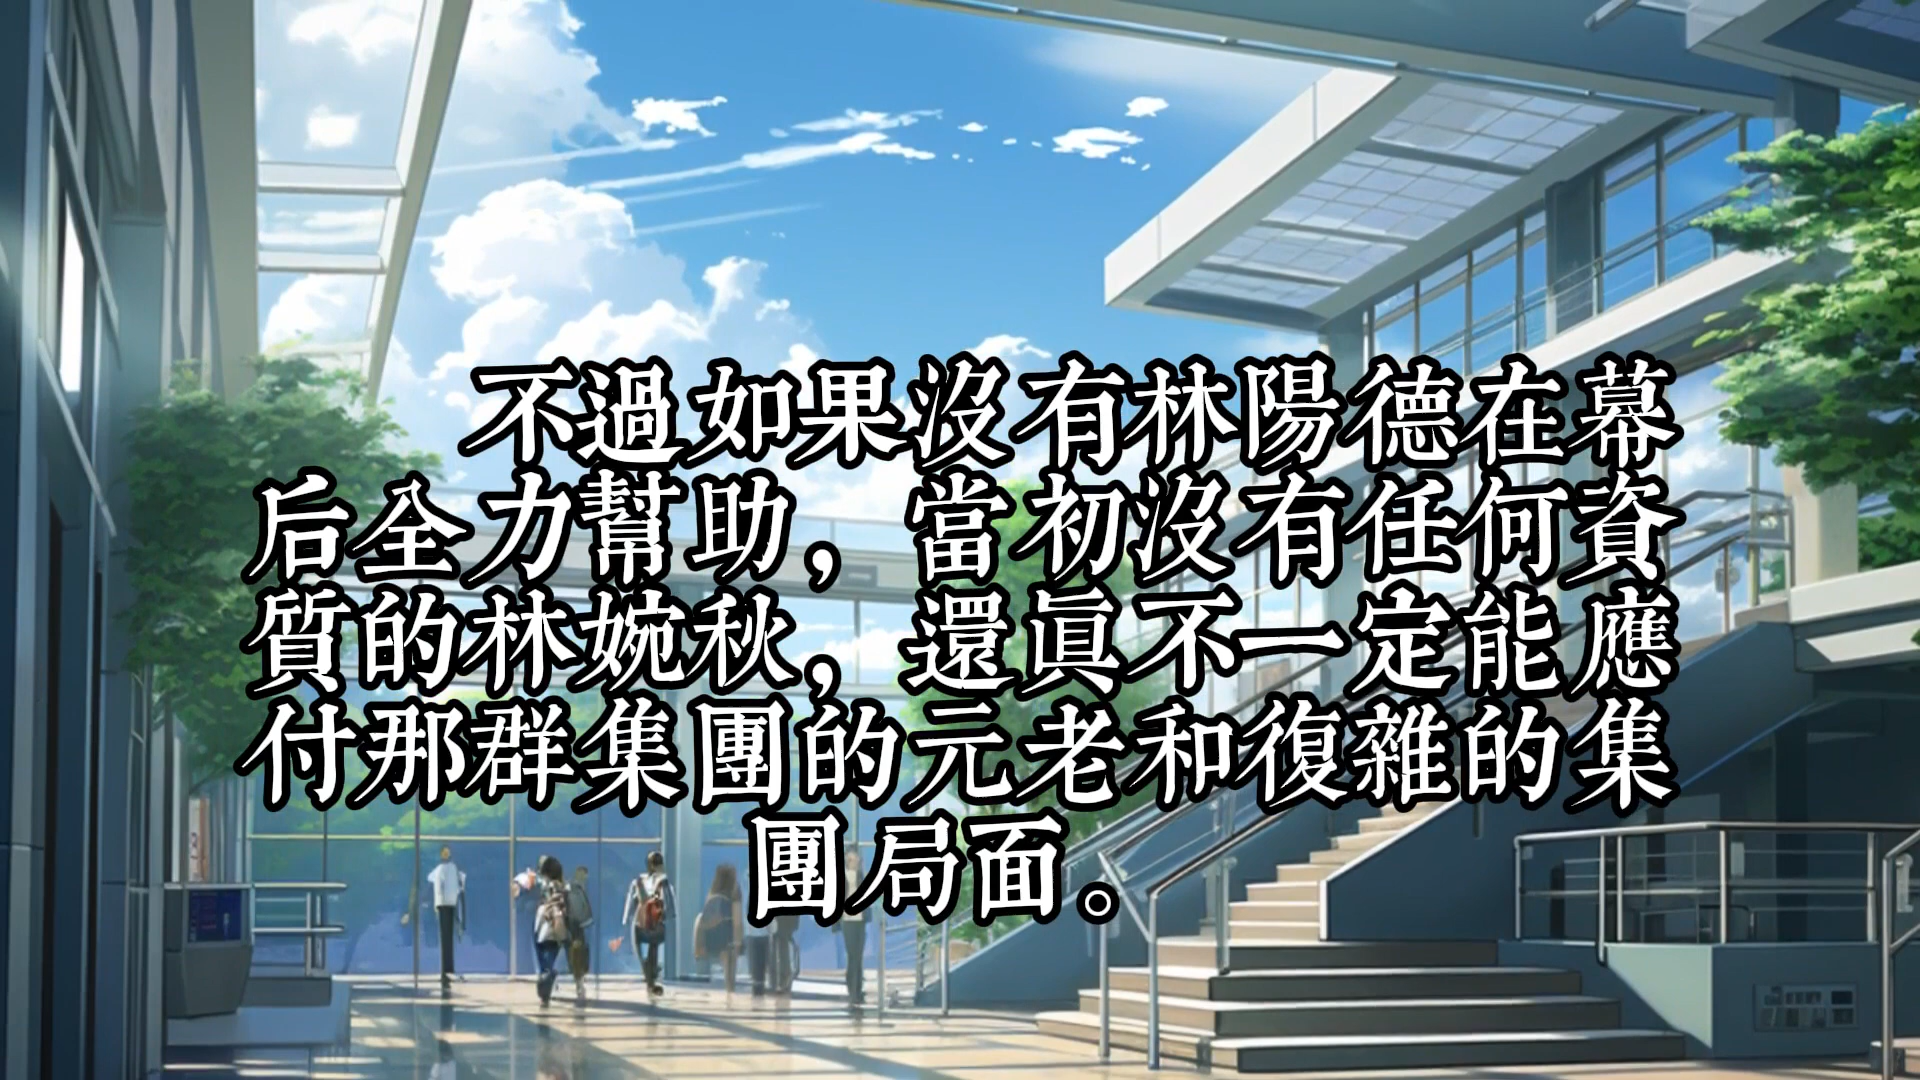 不過如果沒有林陽德在幕
后全力幫助，當初沒有任何資
質的林婉秋，還真不一定能應
付那群集團的元老和復雜的集
團局面。